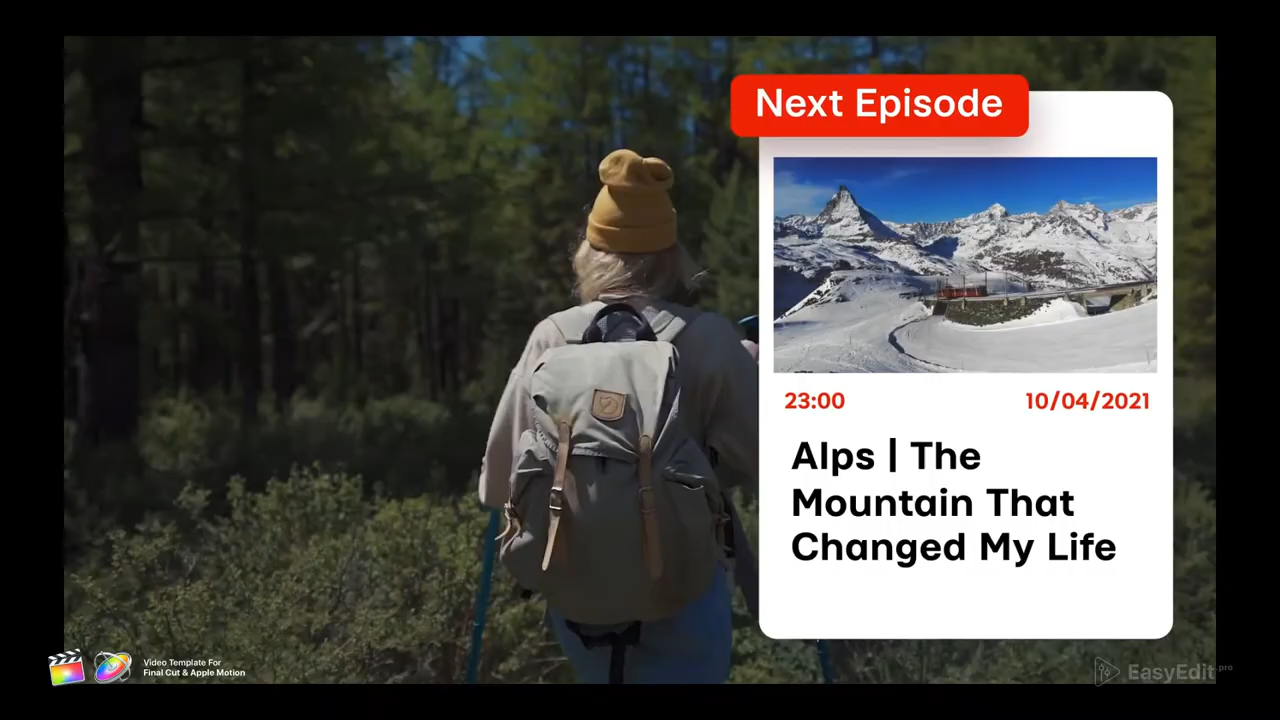 Next Episode
23:00
10/04/2021
Alps | The
Mountain That
Changed My Life
Video Template For
Final Cut & Apple Motion
EasyEdit.pro